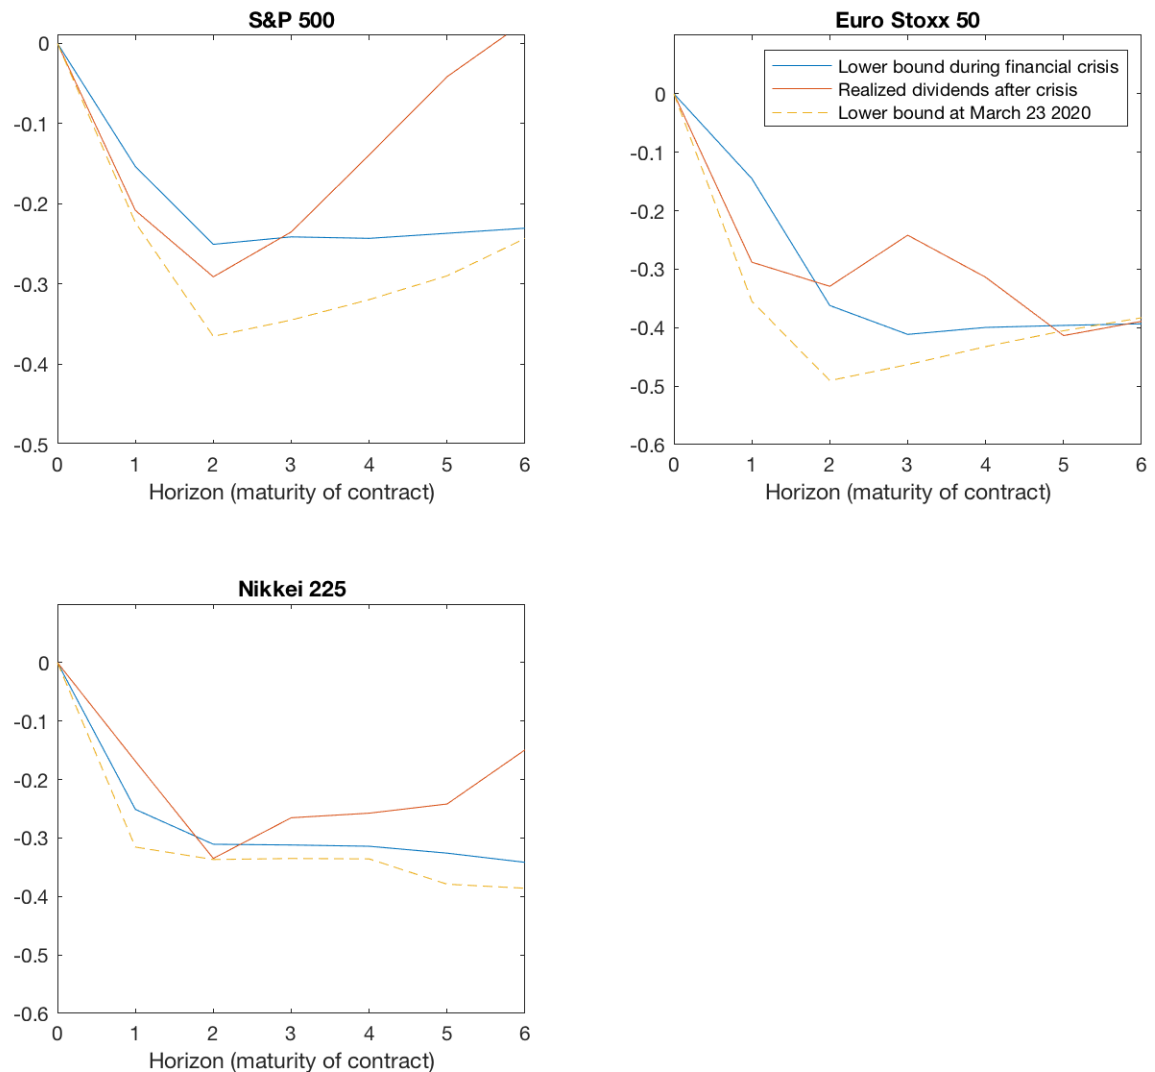 S&P 500
0
-0.1
-0.2
-0.3
-0.4
-0.5
0 1 2 3 4 5 6
Horizon (maturity of contract)
Euro Stoxx 50
Lower bound during financial crisis
Realized dividends after crisis
Lower bound at March 23 2020
0
-0.1
-0.2
-0.3
-0.4
-0.5
-0.6
0 1 2 3 4 5 6
Horizon (maturity of contract)
Nikkei 225
0
-0.1
-0.2
-0.3
-0.4
-0.5
-0.6
0 1 2 3 4 5 6
Horizon (maturity of contract)